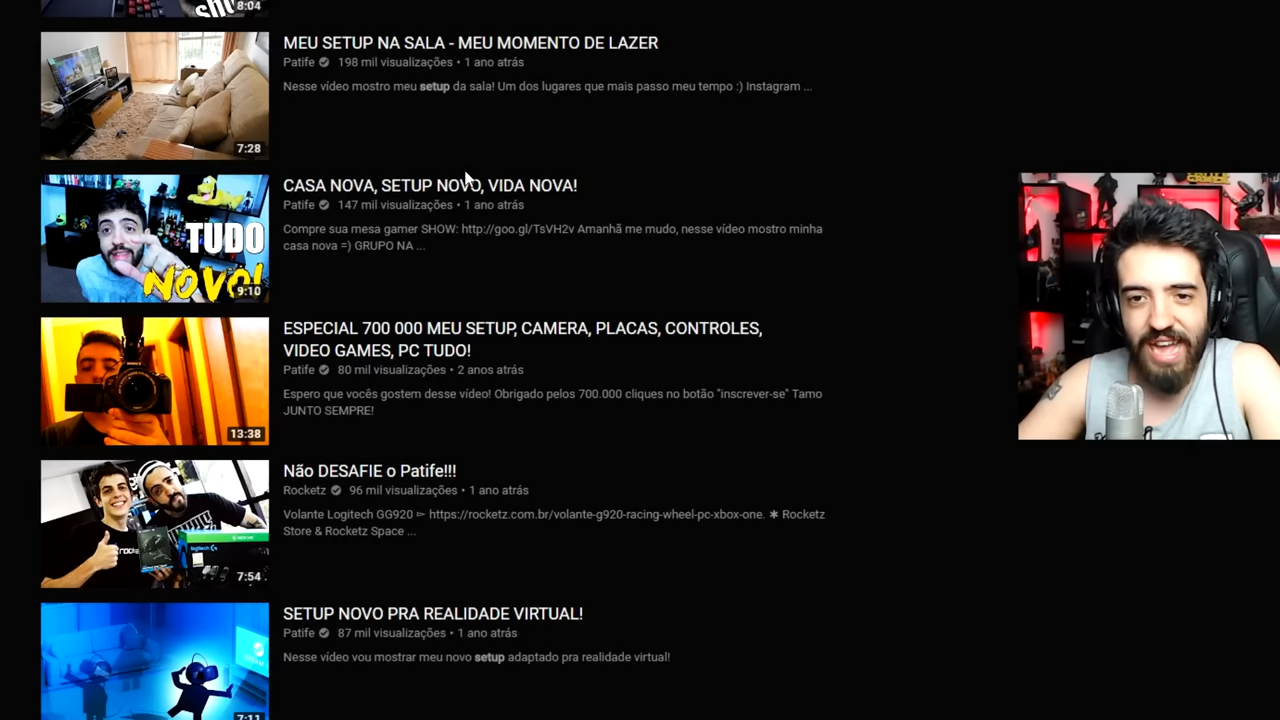 8:04
MEU SETUP NA SALA - MEU MOMENTO DE LAZER
Patife 198 mil visualizações • 1 ano atrás
Nesse vídeo mostro meu setup da sala! Um dos lugares que mais passo meu tempo :) Instagram ...
7:28
CASA NOVA, SETUP NOVO, VIDA NOVA!
Patife 147 mil visualizações • 1 ano atrás
Compre sua mesa gamer SHOW: http://goo.gl/TsVH2v Amanhã me mudo, nesse vídeo mostro minha
casa nova =) GRUPO NA ...
TUDO
NOVO!
9:10
ESPECIAL 700 000 MEU SETUP, CAMERA, PLACAS, CONTROLES,
VIDEO GAMES, PC TUDO!
Patife 80 mil visualizações • 2 anos atrás
Espero que vocês gostem desse vídeo! Obrigado pelos 700.000 cliques no botão "inscrever-se" Tamo
JUNTO SEMPRE!
13:38
Não DESAFIE o Patife!!!
Rocketz 96 mil visualizações • 1 ano atrás
Volante Logitech GG920 ➳ https://rocketz.com.br/volante-g920-racing-wheel-pc-xbox-one. ✱ Rocketz
Store & Rocketz Space ...
7:54
SETUP NOVO PRA REALIDADE VIRTUAL!
Patife 87 mil visualizações • 1 ano atrás
Nesse vídeo vou mostrar meu novo setup adaptado pra realidade virtual!
7:11